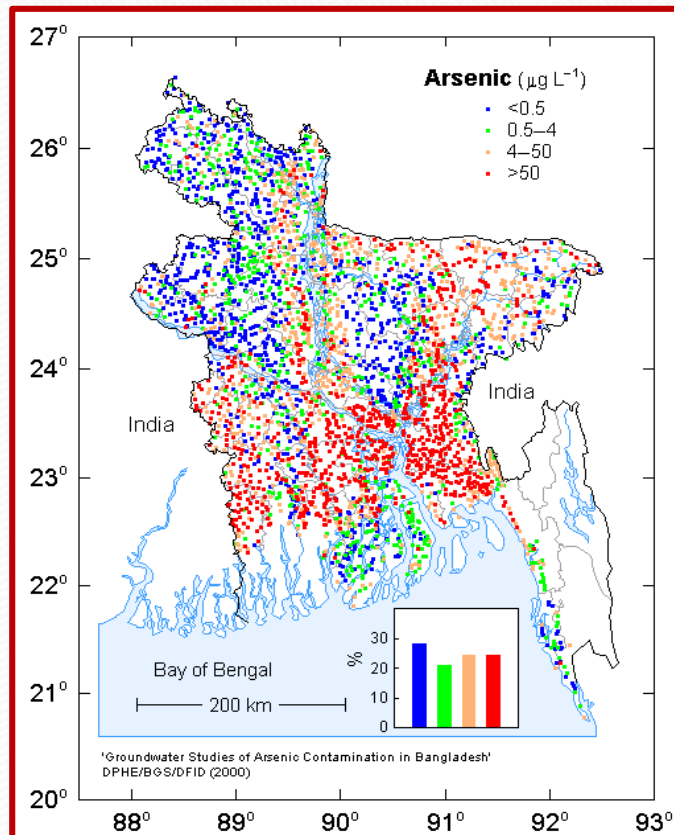 27°
26°
25°
24°
23°
22°
21°
20°
Arsenic (µg L⁻¹)
<0.5
0.5–4
4–50
>50
India
India
Bay of Bengal
200 km
%
30
20
10
0
'Groundwater Studies of Arsenic Contamination in Bangladesh'
DPHE/BGS/DFID (2000)
88° 89° 90° 91° 92° 93°